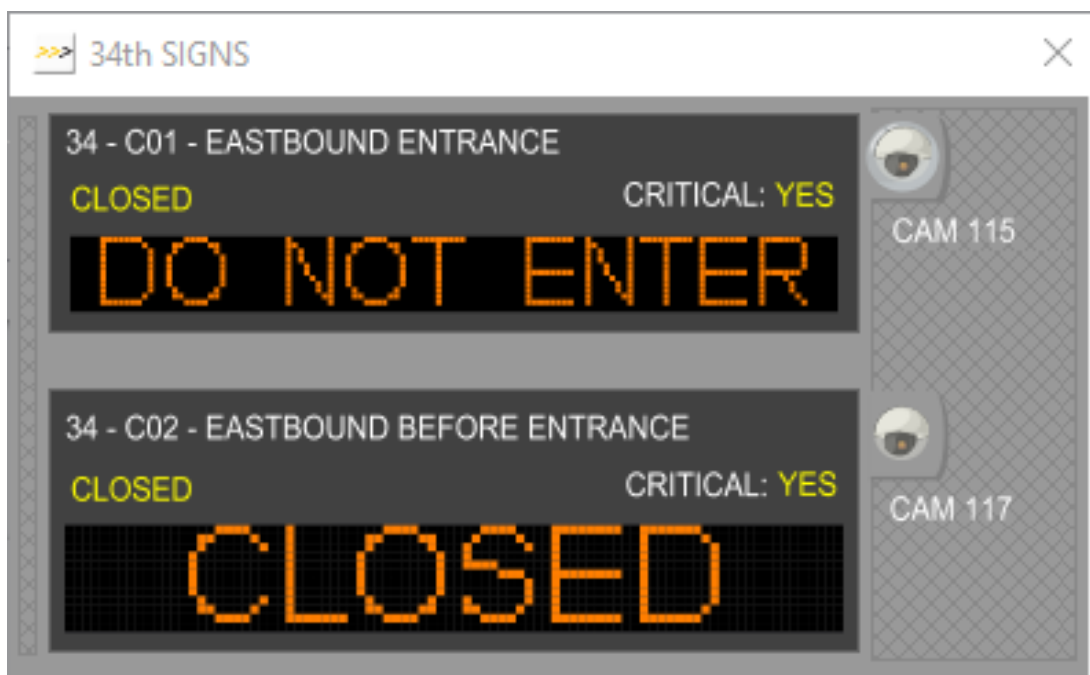 34th SIGNS
34 - C01 - EASTBOUND ENTRANCE
CLOSED CRITICAL: YES
DO NOT ENTER
CAM 115
34 - C02 - EASTBOUND BEFORE ENTRANCE
CLOSED CRITICAL: YES
CLOSED
CAM 117